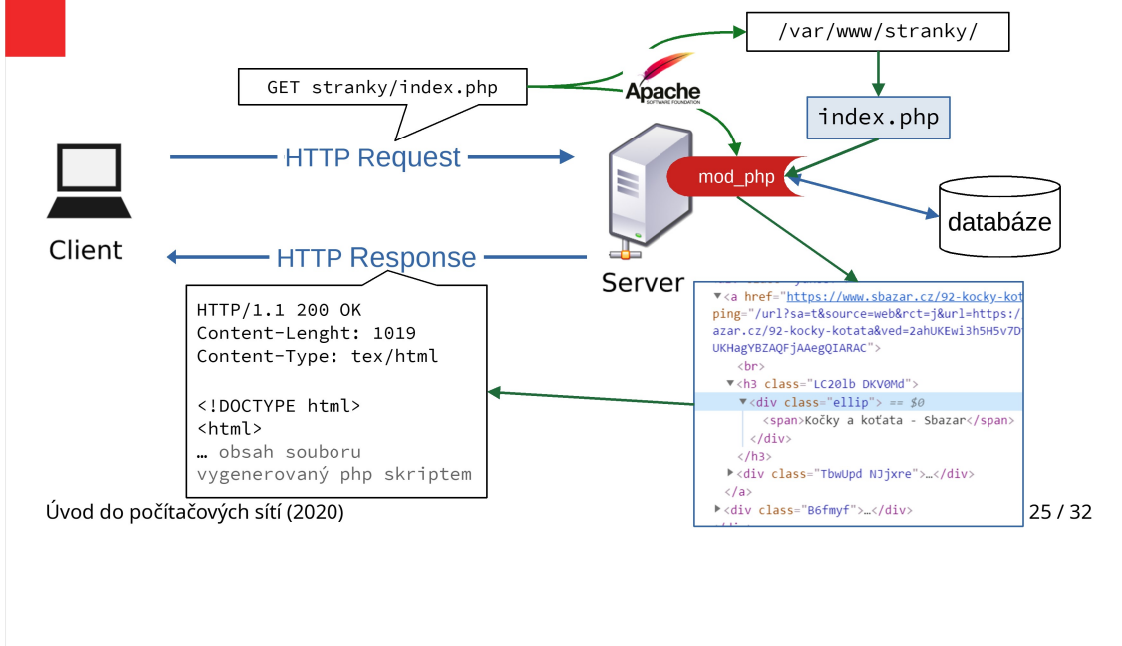 /var/www/stranky/
GET stranky/index.php
Apache
SOFTWARE FOUNDATION
index.php
HTTP Request
mod_php
databáze
Client
HTTP Response
Server
HTTP/1.1 200 OK
Content-Lenght: 1019
Content-Type: tex/html
<!DOCTYPE html>
<html>
… obsah souboru
vygenerovaný php skriptem
▼<a href="https://www.sbazar.cz/92-kocky-kot
ping="/url?sa=t&source=web&rct=j&url=https:/
azar.cz/92-kocky-kotata&ved=2ahUKEwi3h5H5v7D
UKHagYBZAQFjAAegQIARAC">
<br>
▼<h3 class="LC20lb DKV0Md">
▼<div class="ellip"> == $0
<span>Kočky a koťata - Sbazar</span>
</div>
</h3>
▶<div class="TbwUpd NJjxre">…</div>
</a>
▶<div class="B6fmyf">…</div>
Úvod do počítačových sítí (2020)
25 / 32